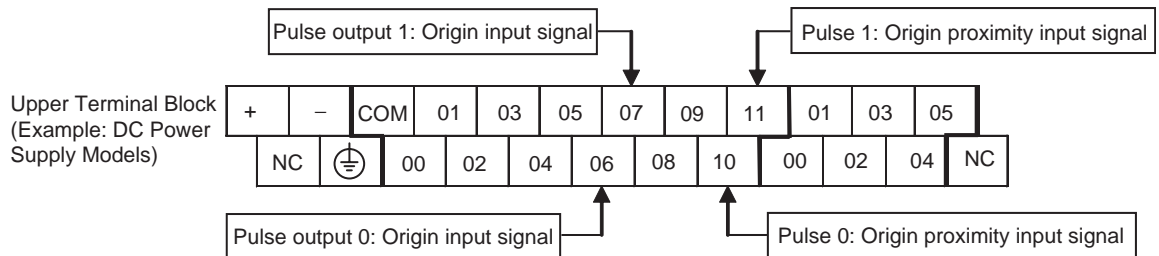 Pulse output 1: Origin input signal
Pulse 1: Origin proximity input signal
Upper Terminal Block
(Example: DC Power
Supply Models)
+ − COM 01 03 05 07 09 11 01 03 05
NC 00 02 04 06 08 10 00 02 04 NC
Pulse output 0: Origin input signal
Pulse 0: Origin proximity input signal